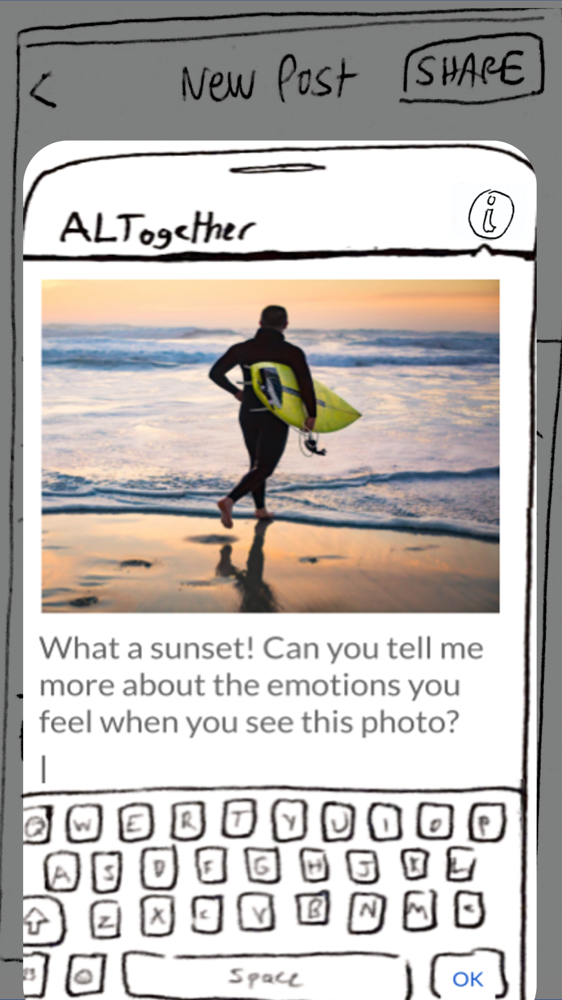 <
New Post
SHARE
ALTogether
i
What a sunset! Can you tell me
more about the emotions you
feel when you see this photo?
Q W E R T Y U I O P
A S D F G H J K L
Z X C V B N M <
Space OK